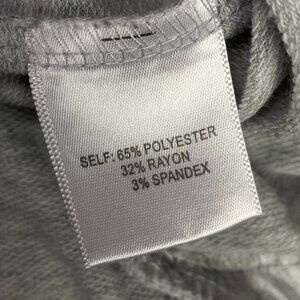 SELF: 65% POLYESTER
32% RAYON
3% SPANDEX